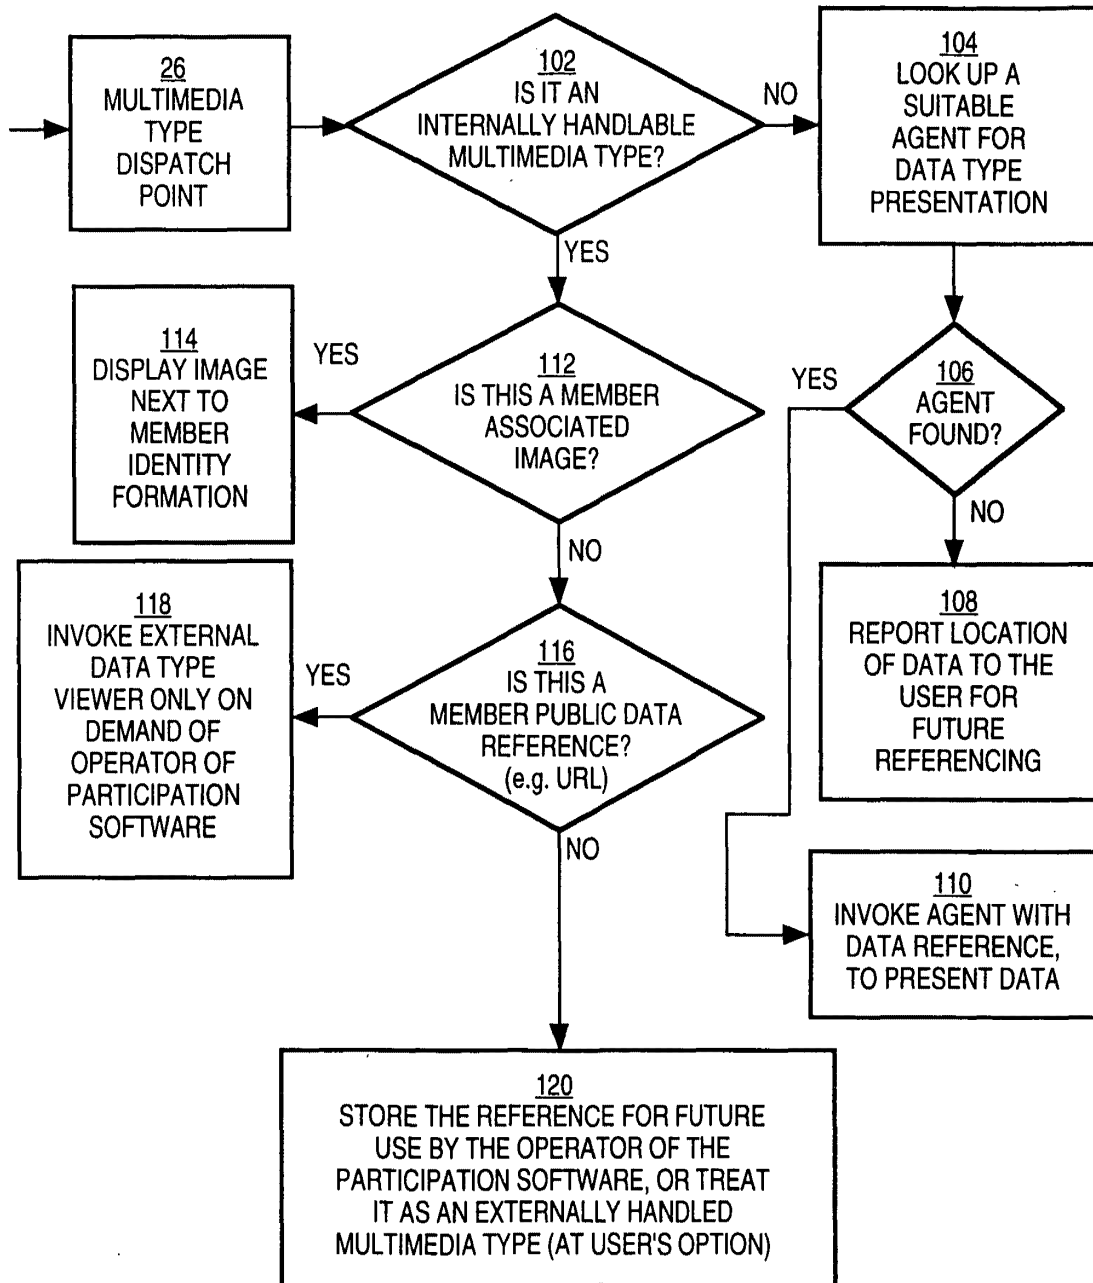 26
MULTIMEDIA
TYPE
DISPATCH
POINT
102
IS IT AN
INTERNALLY HANDLABLE
MULTIMEDIA TYPE?
NO
104
LOOK UP A
SUITABLE
AGENT FOR
DATA TYPE
PRESENTATION
YES
114
DISPLAY IMAGE
NEXT TO
MEMBER
IDENTITY
FORMATION
YES
112
IS THIS A MEMBER
ASSOCIATED
IMAGE?
YES
106
AGENT
FOUND?
NO
NO
118
INVOKE EXTERNAL
DATA TYPE
VIEWER ONLY ON
DEMAND OF
OPERATOR OF
PARTICIPATION
SOFTWARE
YES
116
IS THIS A
MEMBER PUBLIC DATA
REFERENCE?
(e.g. URL)
108
REPORT LOCATION
OF DATA TO THE
USER FOR
FUTURE
REFERENCING
NO
110
INVOKE AGENT WITH
DATA REFERENCE,
TO PRESENT DATA
120
STORE THE REFERENCE FOR FUTURE
USE BY THE OPERATOR OF THE
PARTICIPATION SOFTWARE, OR TREAT
IT AS AN EXTERNALLY HANDLED
MULTIMEDIA TYPE (AT USER'S OPTION)